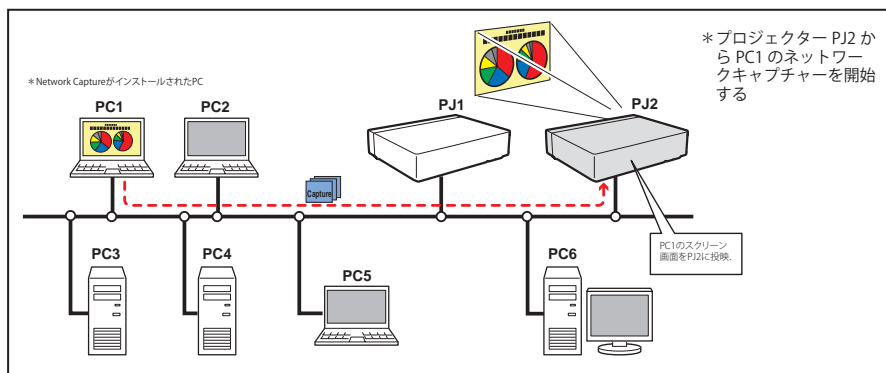 ＊プロジェクター PJ2 か
ら PC1 のネットワー
クキャプチャーを開始
する
＊Network CaptureがインストールされたPC
PC1
PC2
PJ1
PJ2
Capture
PC1のスクリーン
画面をPJ2に投映.
PC3
PC4
PC5
PC6